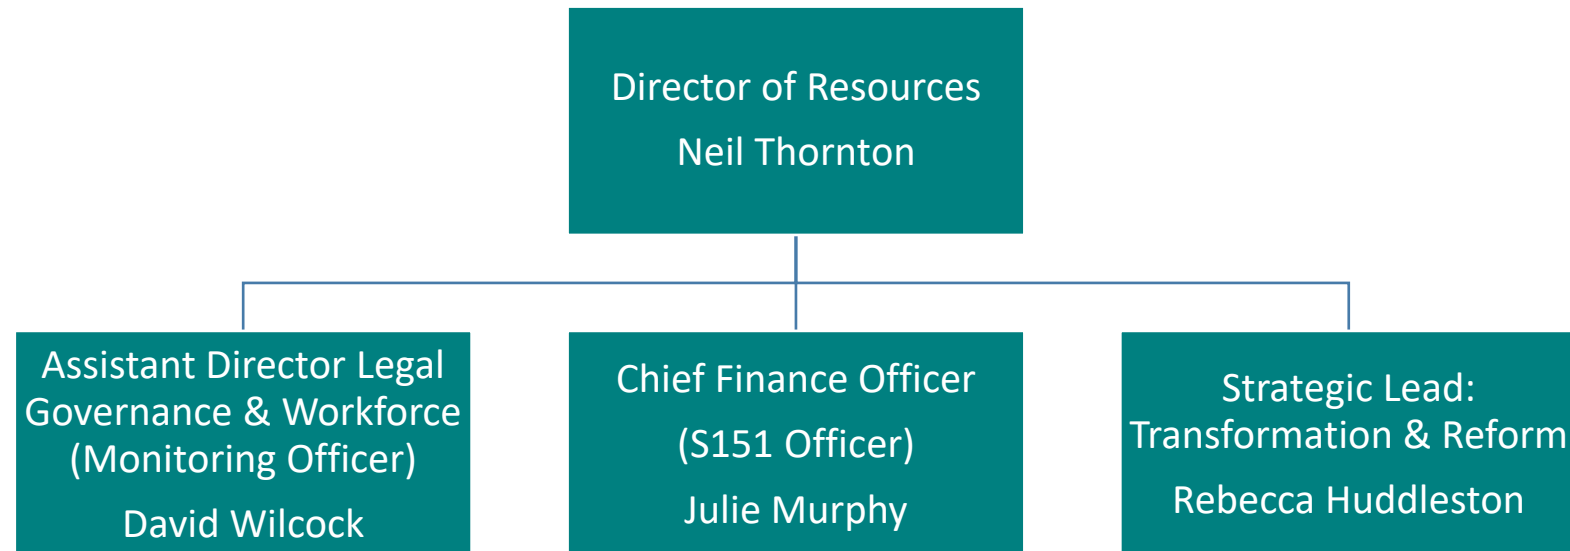 Director of Resources
Neil Thornton
Assistant Director Legal
Governance & Workforce
(Monitoring Officer)
David Wilcock
Chief Finance Officer
(S151 Officer)
Julie Murphy
Strategic Lead:
Transformation & Reform
Rebecca Huddleston